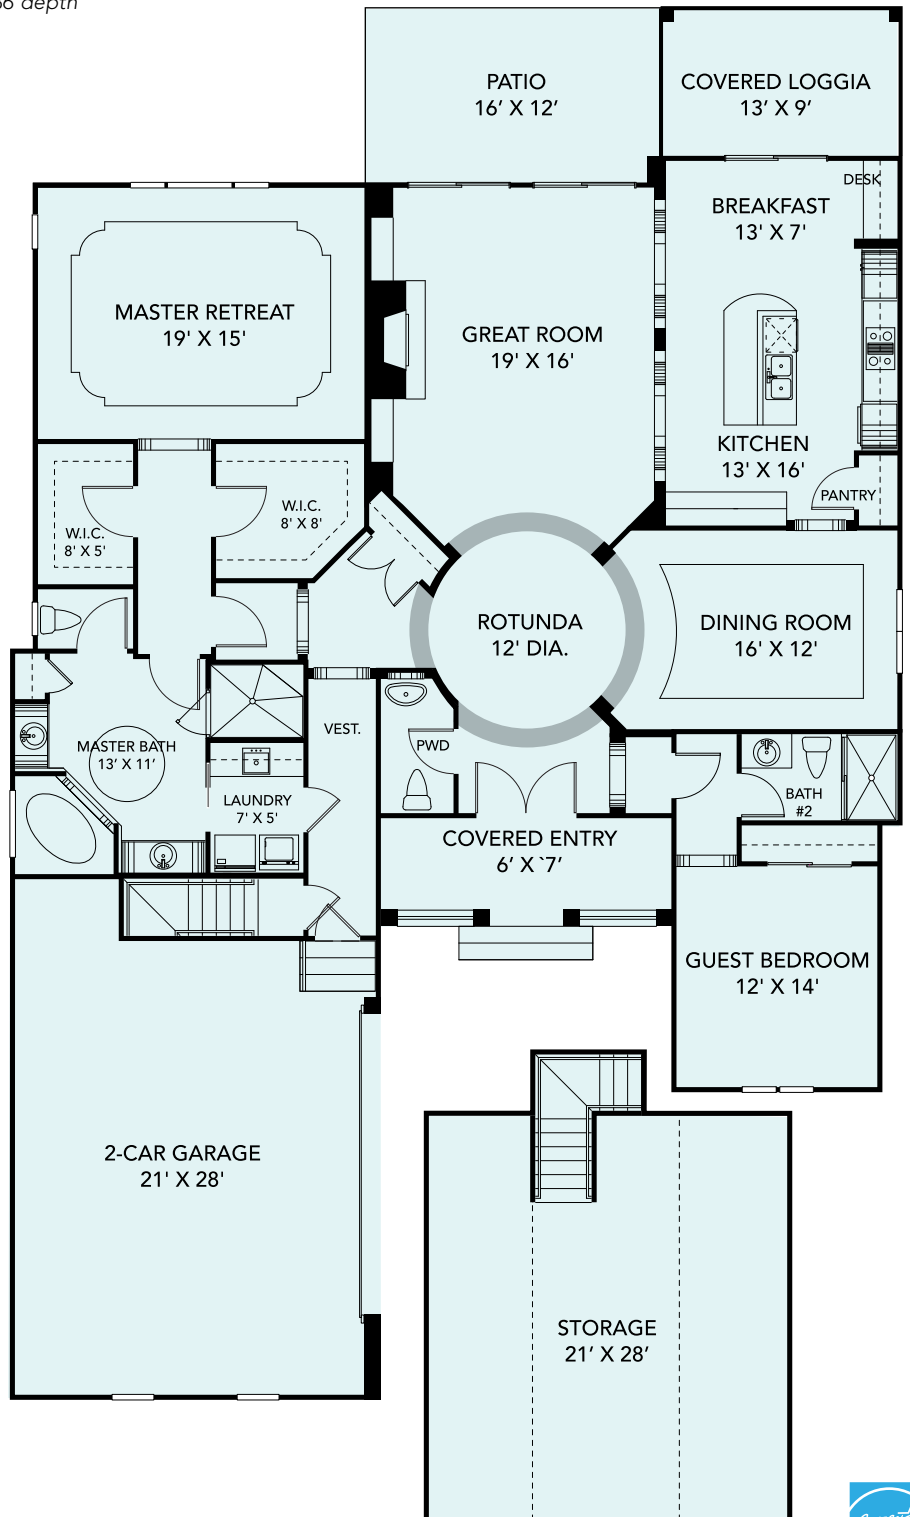 depth
PATIO
16’ X 12’
COVERED LOGGIA
13’ X 9’
DESK
BREAKFAST
13' X 7'
MASTER RETREAT
19' X 15'
GREAT ROOM
19' X 16'
KITCHEN
13' X 16'
PANTRY
W.I.C.
8' X 5'
W.I.C.
8' X 8'
ROTUNDA
12' DIA.
DINING ROOM
16' X 12'
VEST.
PWD
MASTER BATH
13' X 11'
LAUNDRY
7' X 5'
BATH
#2
COVERED ENTRY
6’ X `7’
GUEST BEDROOM
12' X 14'
2-CAR GARAGE
21' X 28'
STORAGE
21’ X 28’